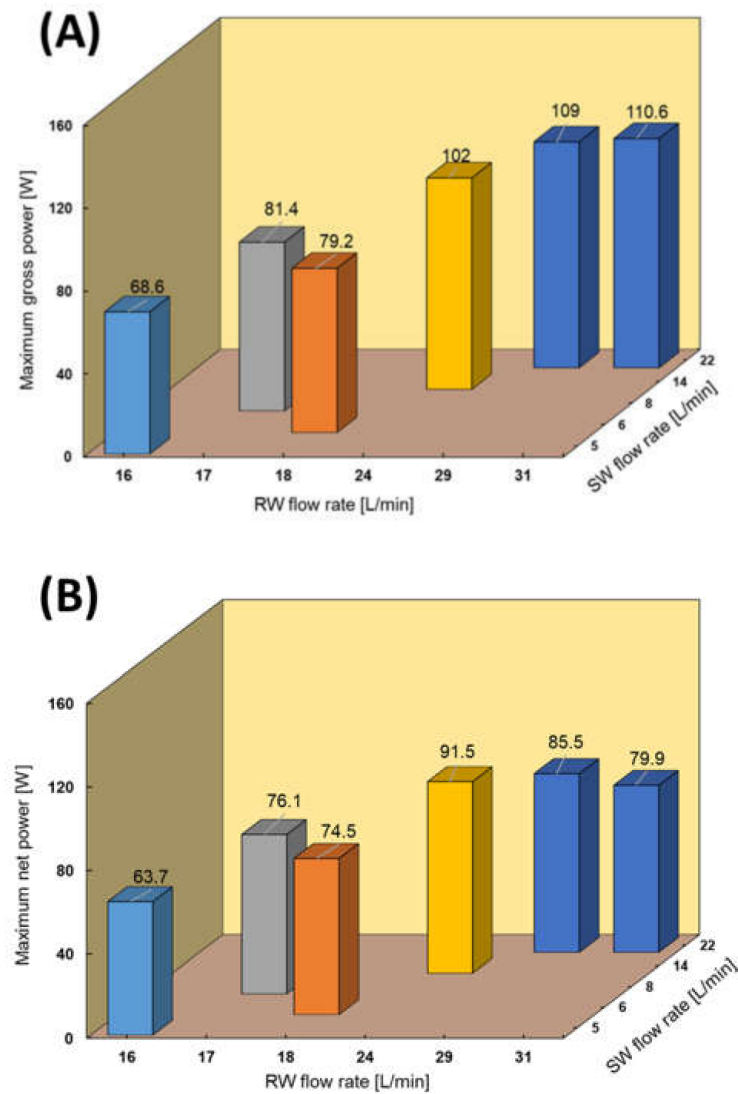 (A)
Maximum gross power [W]
160
120
80
40
0
68.6
81.4
79.2
102
109
110.6
16 17 18 24 29 31
RW flow rate [L/min]
5 6 8 14 22
SW flow rate [L/min]
(B)
Maximum net power [W]
160
120
80
40
0
63.7
76.1
74.5
91.5
85.5
79.9
16 17 18 24 29 31
RW flow rate [L/min]
5 6 8 14 22
SW flow rate [L/min]